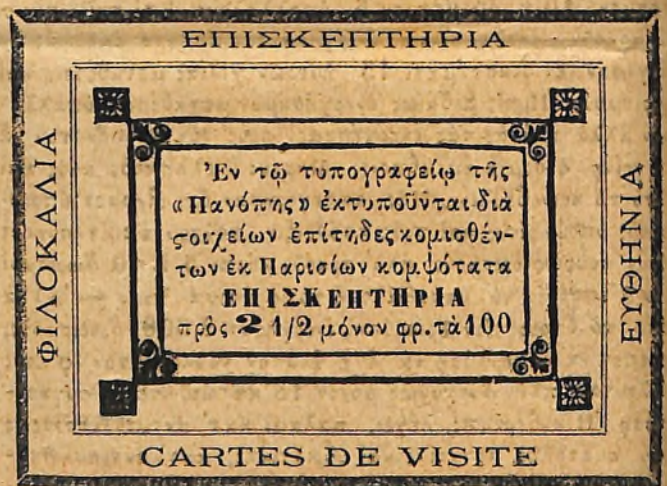 ΕΠΙΣΚΕΠΤΗΡΙΑ
ΦΙΛΟΚΑΛΙΑ
Ἐν τῷ τυπογραφείῳ τῆς
«Πανόπης» ἐκτυποῦνται διὰ
ϛοιχείων ἐπίτηδες κομισθέν-
των ἐκ Παρισίων κομψότατα
ΕΠΙΣΚΕΠΤΗΡΙΑ
πρὸς 2 1/2 μόνον φρ. τὰ 100
ΕΥΘΗΝΙΑ
CARTES DE VISITE